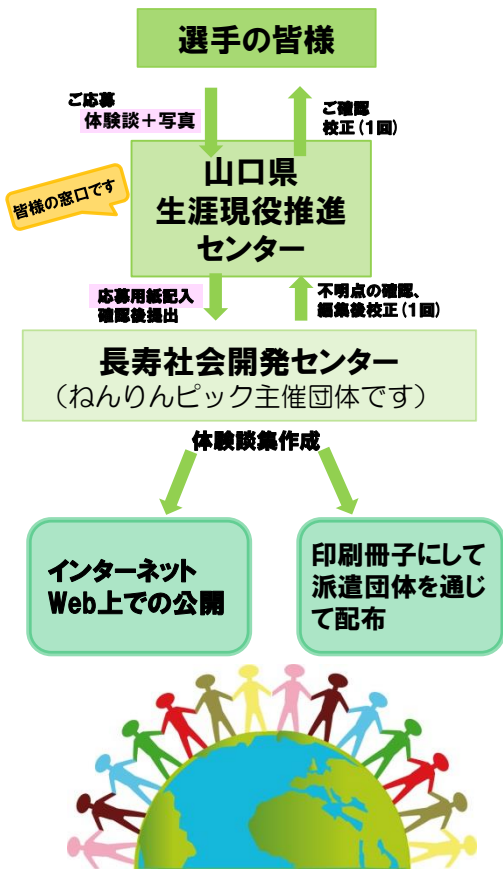 選手の皆様
ご応募
体験談＋写真
ご確認
校正(1回)
皆様の窓口です
山口県
生涯現役推進
センター
応募用紙記入
確認後提出
不明点の確認、
編集後校正(1回)
長寿社会開発センター
（ねんりんピック主催団体です）
体験談集作成
インターネット
Web上での公開
印刷冊子にして
派遣団体を通じ
て配布